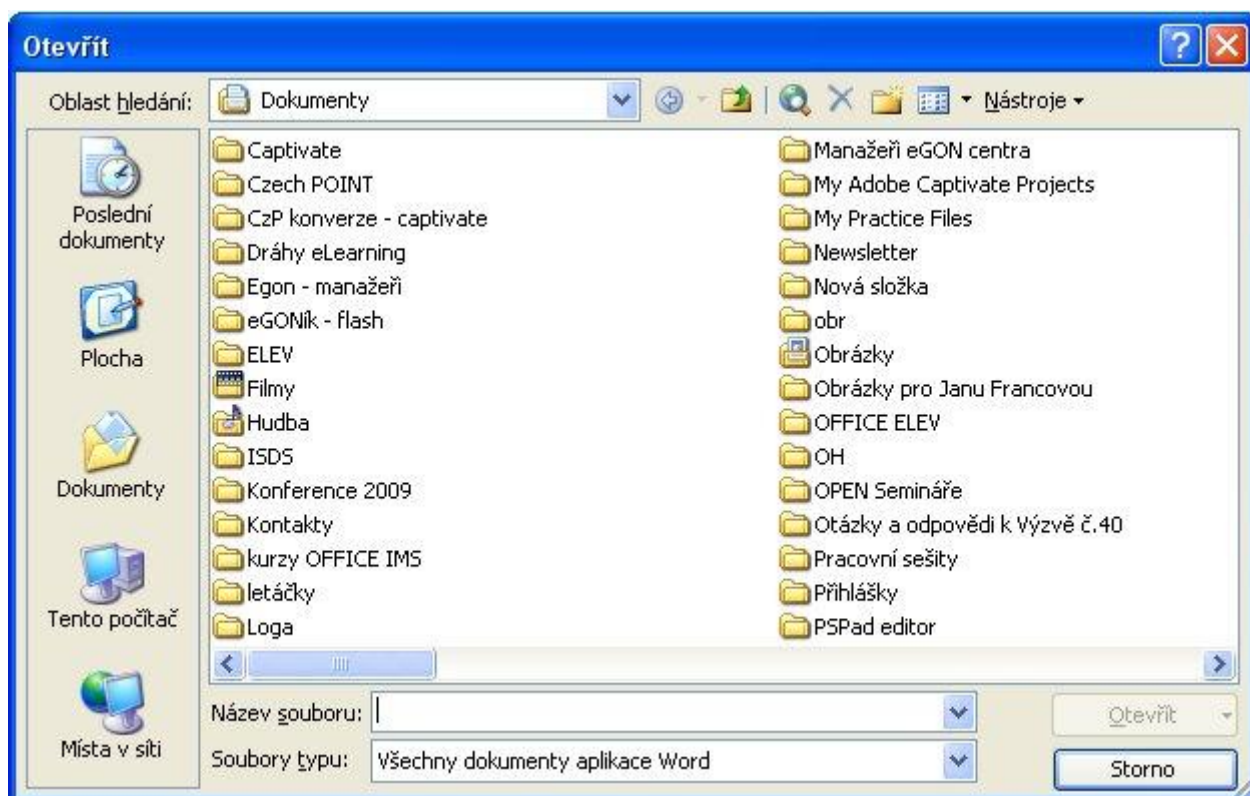 Otevřít
Oblast hledání: Dokumenty Nástroje
Poslední dokumenty
Plocha
Dokumenty
Tento počítač
Místa v síti
Captivate
Czech POINT
CzP konverze - captivate
Dráhy eLearning
Egon - manažeři
eGONík - flash
ELEV
Filmy
Hudba
ISDS
Konference 2009
Kontakty
kurzy OFFICE IMS
letáčky
Loga
Manažeři eGON centra
My Adobe Captivate Projects
My Practice Files
Newsletter
Nová složka
obr
Obrázky
Obrázky pro Janu Francovou
OFFICE ELEV
OH
OPEN Semináře
Otázky a odpovědi k Výzvě č.40
Pracovní sešity
Přihlášky
PSPad editor
Název souboru: Otevřít
Soubory typu: Všechny dokumenty aplikace Word Storno